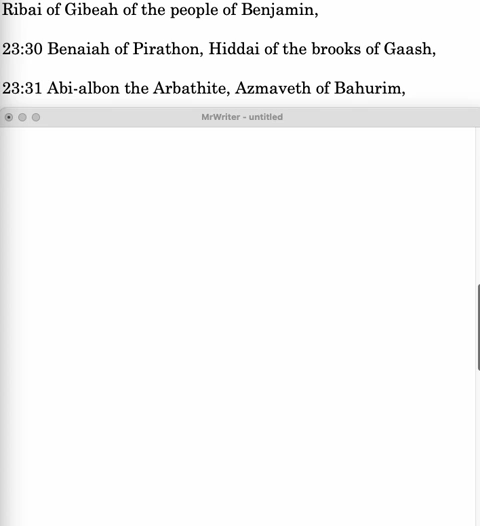 Ribai of Gibeah of the people of Benjamin,
23:30 Benaiah of Pirathon, Hiddai of the brooks of Gaash,
23:31 Abi-albon the Arbathite, Azmaveth of Bahurim,
MrWriter - untitled